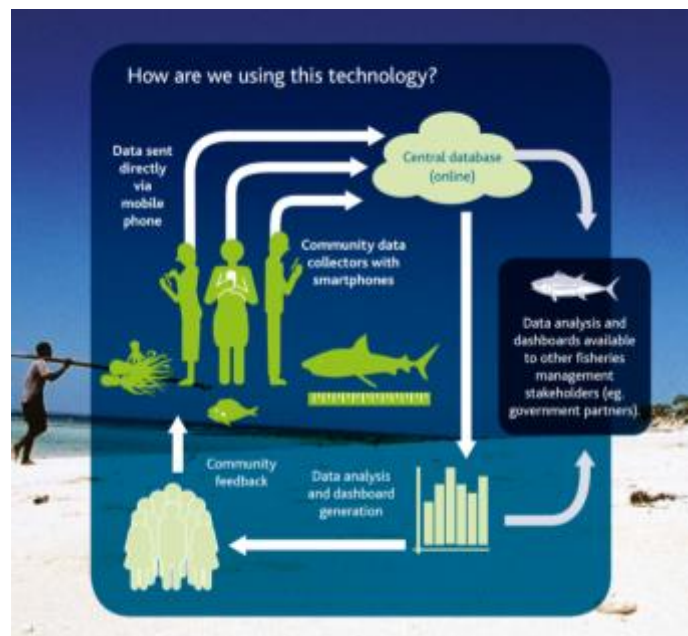 How are we using this technology?
Data sent
directly
via
mobile
phone
Central database
(online)
Community data
collectors with
smartphones
Data analysis and
dashboards available
to other fisheries
management
stakeholders (eg.
government partners).
Community
feedback
Data analysis
and dashboard
generation